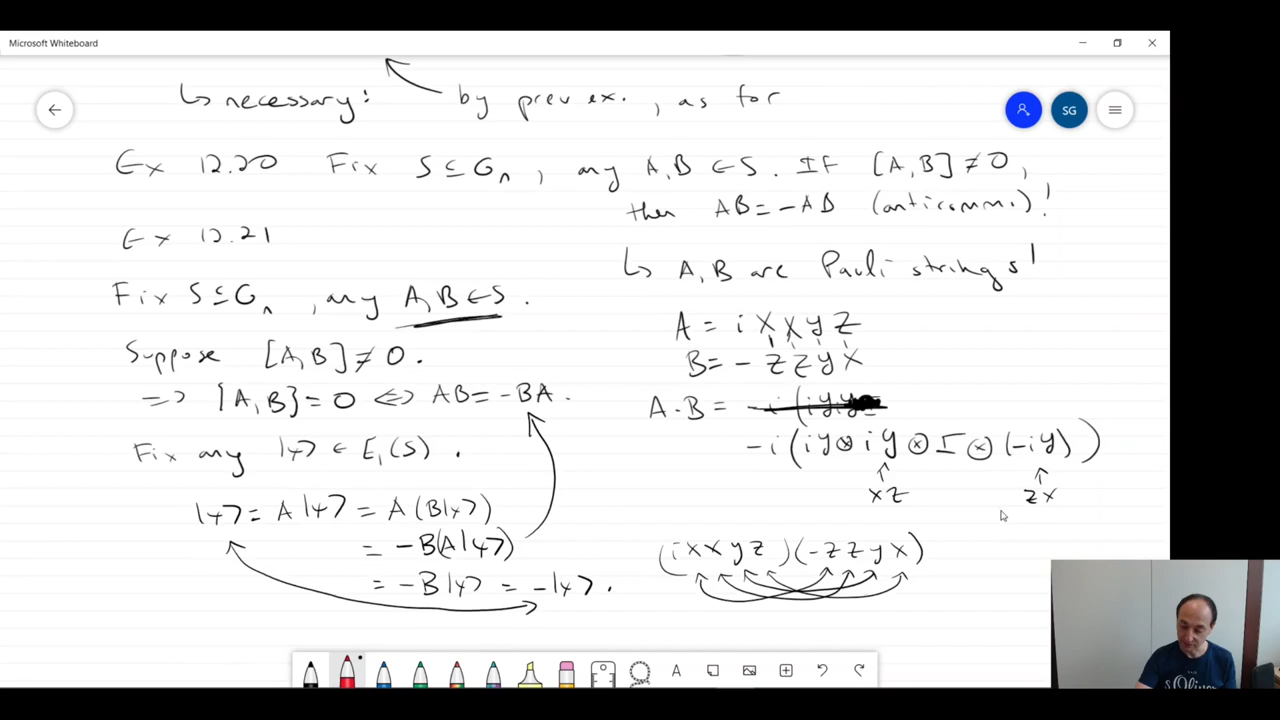 Microsoft Whiteboard
SG
↳ necessary: by prev ex. , as for
Ex 12.20 Fix S ⊆ Gn , any A,B ∈ S . If [A,B] ≠ 0 ,
then AB = -AB (anticomm.)!
Ex 12.21
Fix S ⊆ Gn , any A,B ∈ S .
Suppose [A,B] ≠ 0 .
=> [A,B] = 0 <=> AB = -BA .
Fix any |ψ> ∈ E₁(S) .
|ψ> = A|ψ> = A(B|ψ>)
= -B(A|ψ>)
= -B|ψ> = -|ψ> .
↳ A,B are Pauli strings!
A = i X X Y Z
B = - Z Z Y X
A·B =
-i (iY ⊗ iY ⊗ I ⊗ (-iY))
XZ ZX
(iXXYZ)(-ZZYX)
A
s.Oliver